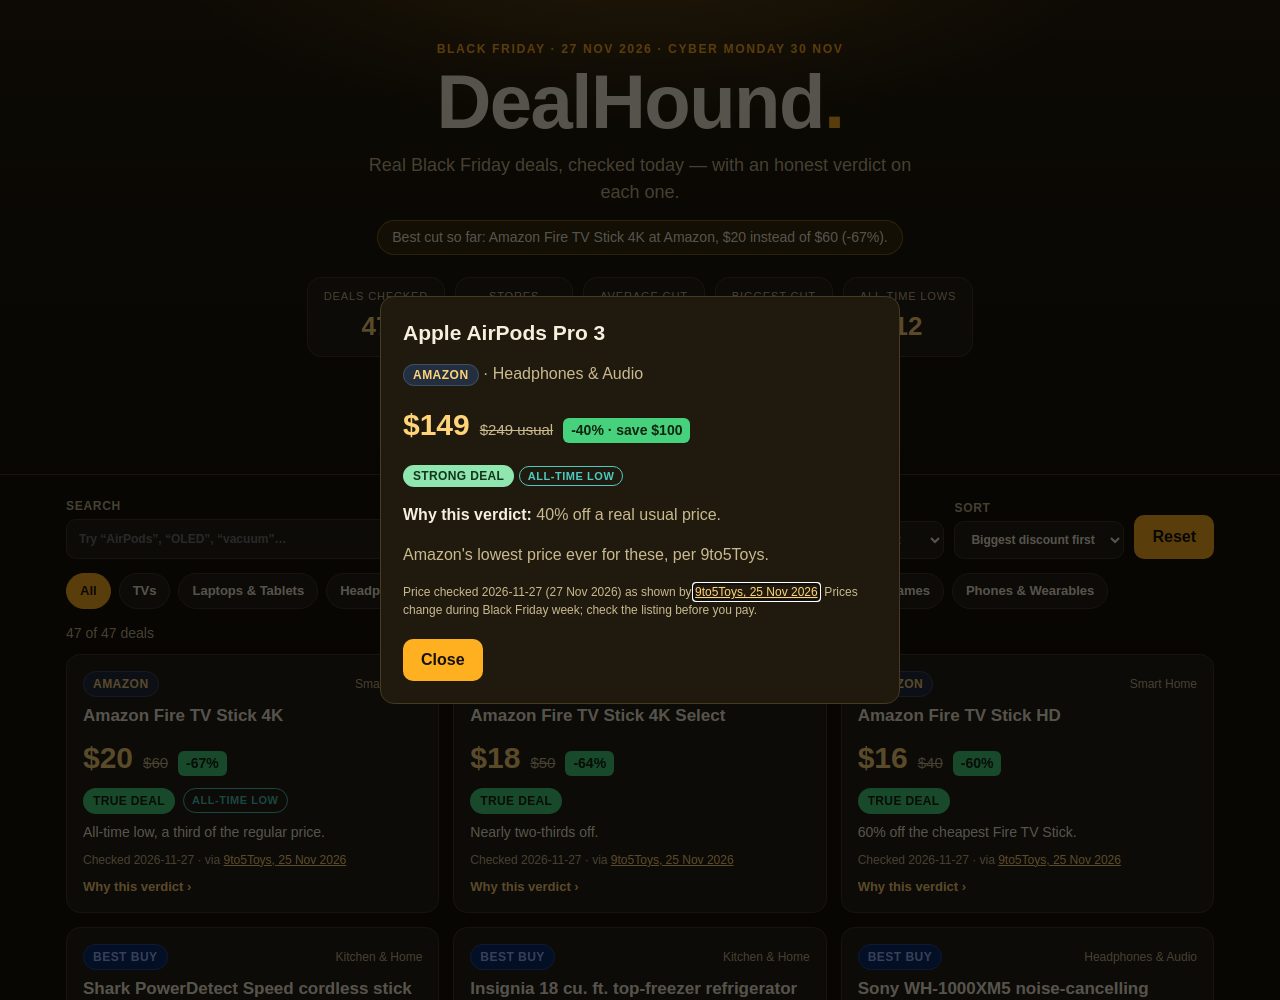 BLACK FRIDAY · 27 NOV 2026 · CYBER MONDAY 30 NOV
DealHound.
Real Black Friday deals, checked today — with an honest verdict on
each one.
Best cut so far: Amazon Fire TV Stick 4K at Amazon, $20 instead of $60 (-67%).
DEALS CHECKED STORES AVERAGE CUT BIGGEST CUT ALL-TIME LOWS
47 12
Apple AirPods Pro 3
AMAZON · Headphones & Audio
$149 $249 usual -40% · save $100
STRONG DEAL ALL-TIME LOW
Why this verdict: 40% off a real usual price.
Amazon's lowest price ever for these, per 9to5Toys.
Price checked 2026-11-27 (27 Nov 2026) as shown by 9to5Toys, 25 Nov 2026 Prices
change during Black Friday week; check the listing before you pay.
Close
SEARCH SORT
Try “AirPods”, “OLED”, “vacuum”… Biggest discount first Reset
All TVs Laptops & Tablets Phones & Wearables
47 of 47 deals
AMAZON
Amazon Fire TV Stick 4K
$20 $60 -67%
TRUE DEAL ALL-TIME LOW
All-time low, a third of the regular price.
Checked 2026-11-27 · via 9to5Toys, 25 Nov 2026
Why this verdict ›
Amazon Fire TV Stick 4K Select
$18 $50 -64%
TRUE DEAL
Nearly two-thirds off.
Checked 2026-11-27 · via 9to5Toys, 25 Nov 2026
Why this verdict ›
Smart Home
Amazon Fire TV Stick HD
$16 $40 -60%
TRUE DEAL
60% off the cheapest Fire TV Stick.
Checked 2026-11-27 · via 9to5Toys, 25 Nov 2026
Why this verdict ›
BEST BUY Kitchen & Home
Shark PowerDetect Speed cordless stick
BEST BUY Kitchen & Home
Insignia 18 cu. ft. top-freezer refrigerator
BEST BUY Headphones & Audio
Sony WH-1000XM5 noise-cancelling